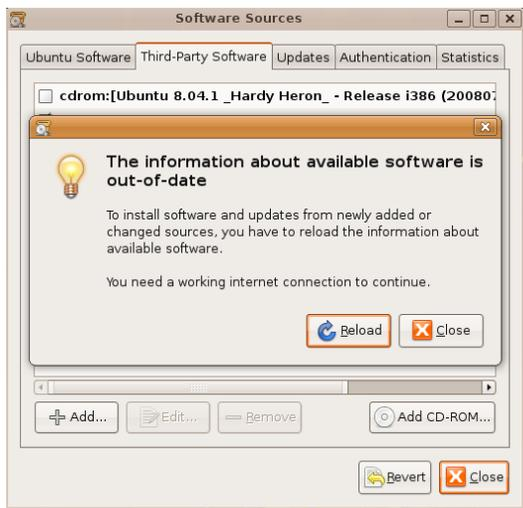 Software Sources
Ubuntu Software Third-Party Software Updates Authentication Statistics
cdrom:[Ubuntu 8.04.1 _Hardy Heron_ - Release i386 (200807
The information about available software is
out-of-date
To install software and updates from newly added or
changed sources, you have to reload the information about
available software.
You need a working internet connection to continue.
Reload Close
Add... Edit... Remove Add CD-ROM...
Revert Close